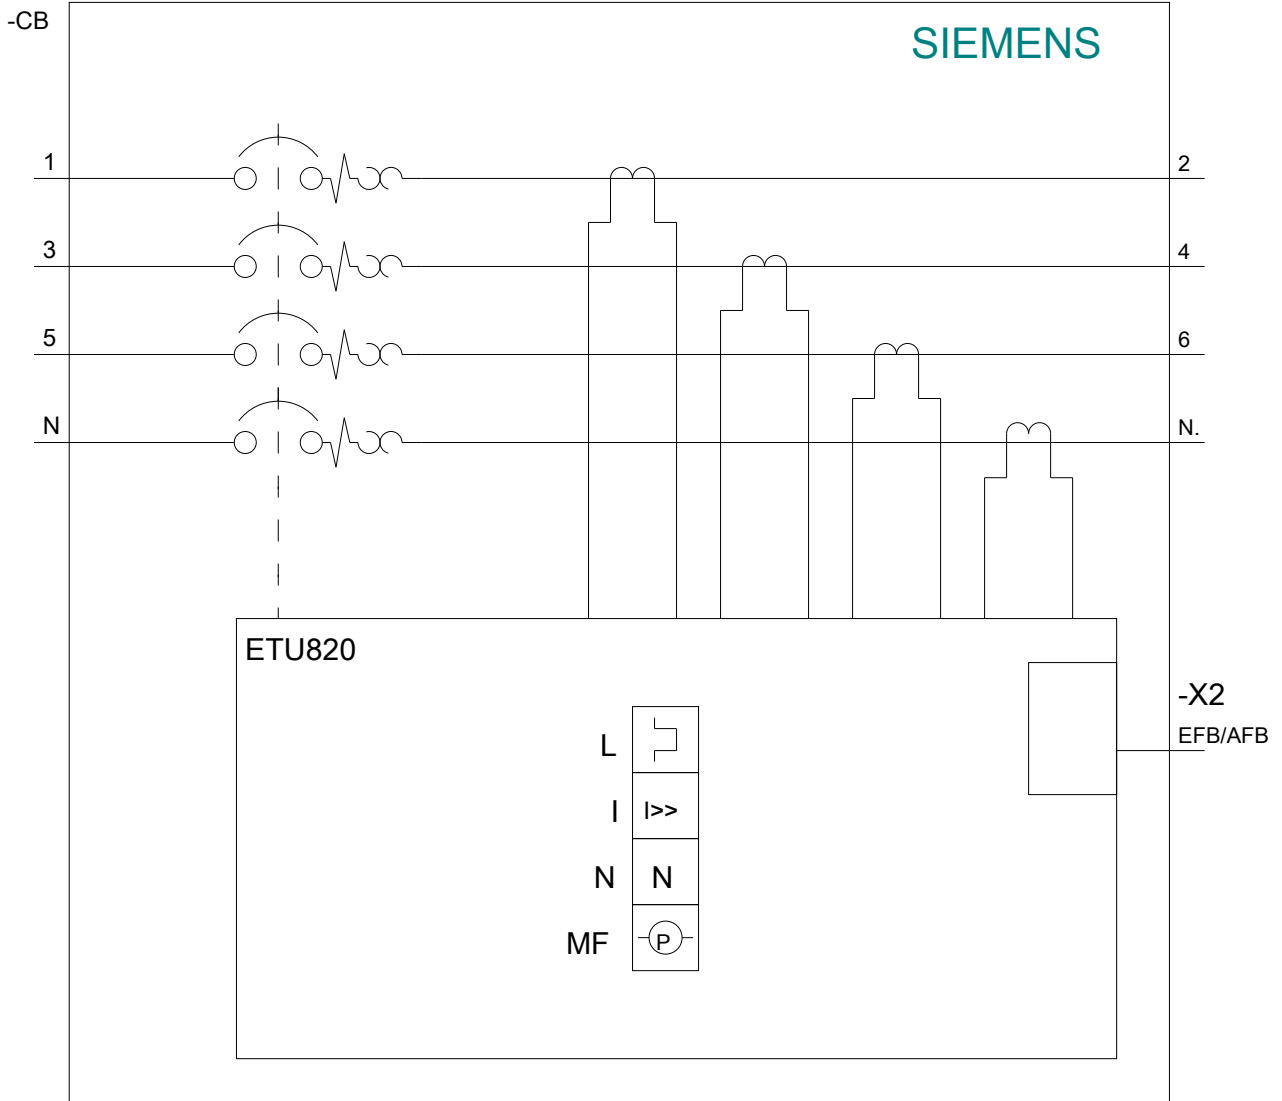 -CB
SIEMENS
1 2
3 4
5 6
N N.
ETU820
-X2
EFB/AFB
L
I I>>
N N
MF P